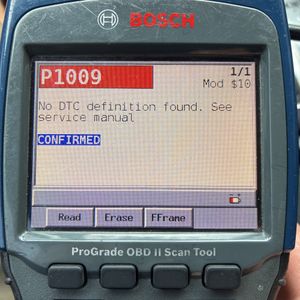 BOSCH
P1009
1/1
Mod $10
No DTC definition found. See
service manual
CONFIRMED
Read Erase FFrame
ProGrade OBD II Scan Tool